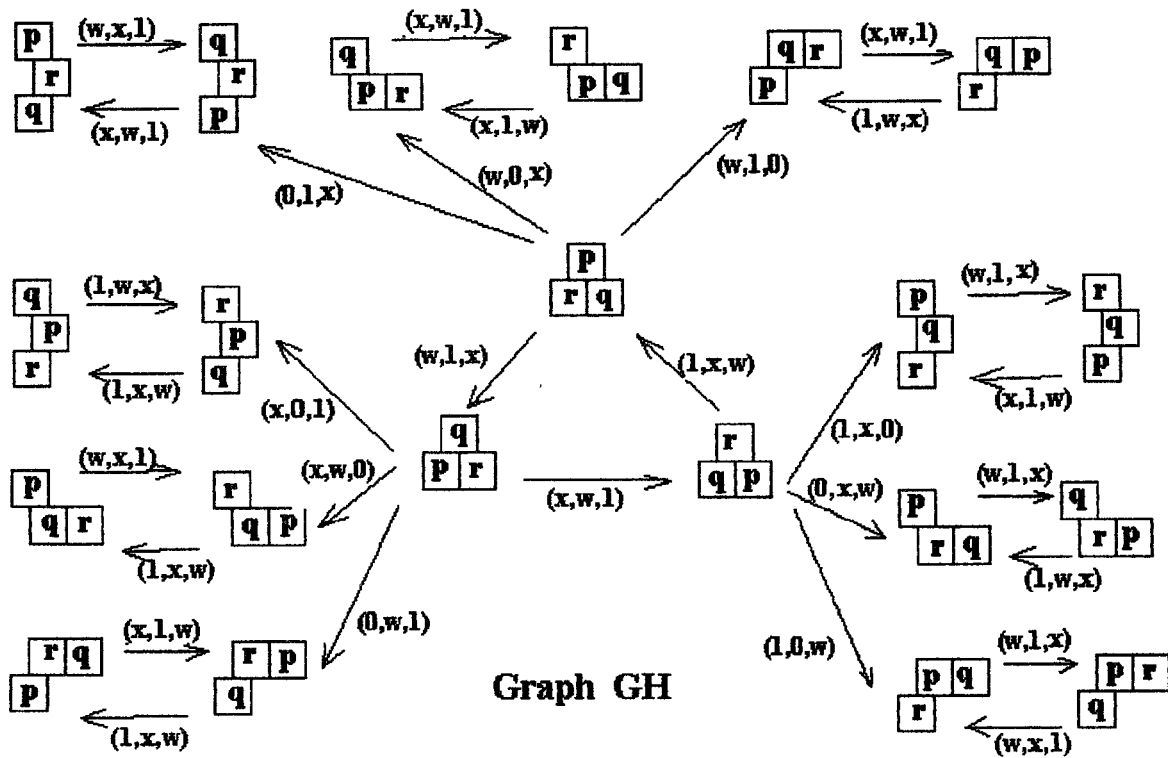 p (w,x,1) q
r r
q (x,w,1) p
q (x,w,1) r
p r (x,1,w) p q
q r (x,w,1) q p
p (1,w,x) r
(0,1,x) (w,0,x) (w,1,0)
p
r q
q (1,w,x) r
p p
r (1,x,w) q
(w,1,x) (1,x,w)
p (w,1,x) r
q q
r (x,1,w) p
(x,0,1) (x,w,0) (0,w,1)
q
p r
(x,w,1)
r
q p
(1,x,0) (0,x,w) (1,0,w)
p (w,x,1) r
q r (1,x,w) q p
p (w,1,x) q
r q (1,w,x) r p
r q (x,1,w) r p
p (1,x,w) q
Graph GH
p q (w,1,x) p r
r (w,x,1) q